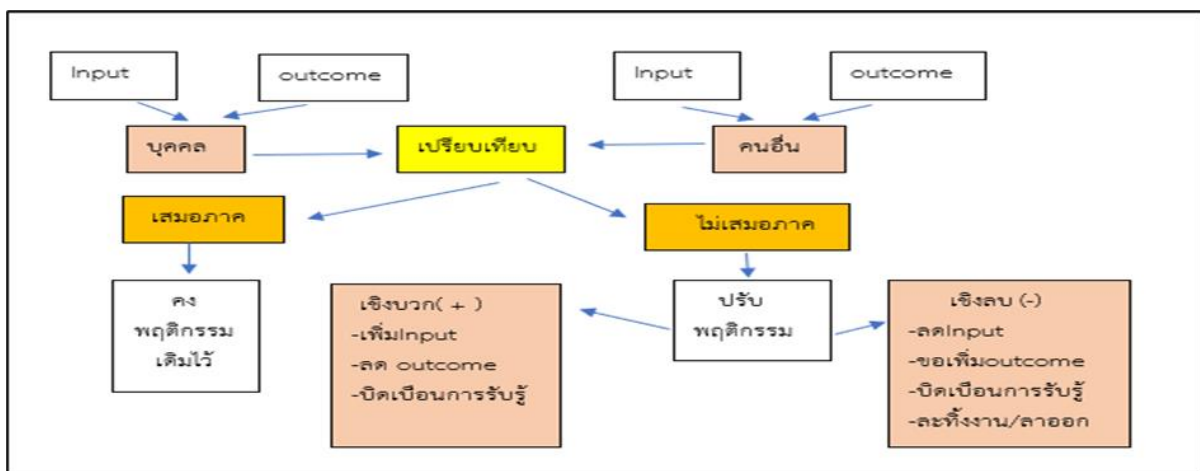 Input
outcome
Input
outcome
บุคคล
เปรียบเทียบ
คนอื่น
เสมอภาค
ไม่เสมอภาค
คง
พฤติกรรม
เดิมไว้
เชิงบวก( + )
-เพิ่มInput
-ลด outcome
-บิดเบือนการรับรู้
ปรับ
พฤติกรรม
เชิงลบ (-)
-ลดInput
-ขอเพิ่มoutcome
-บิดเบือนการรับรู้
-ละทิ้งงาน/ลาออก